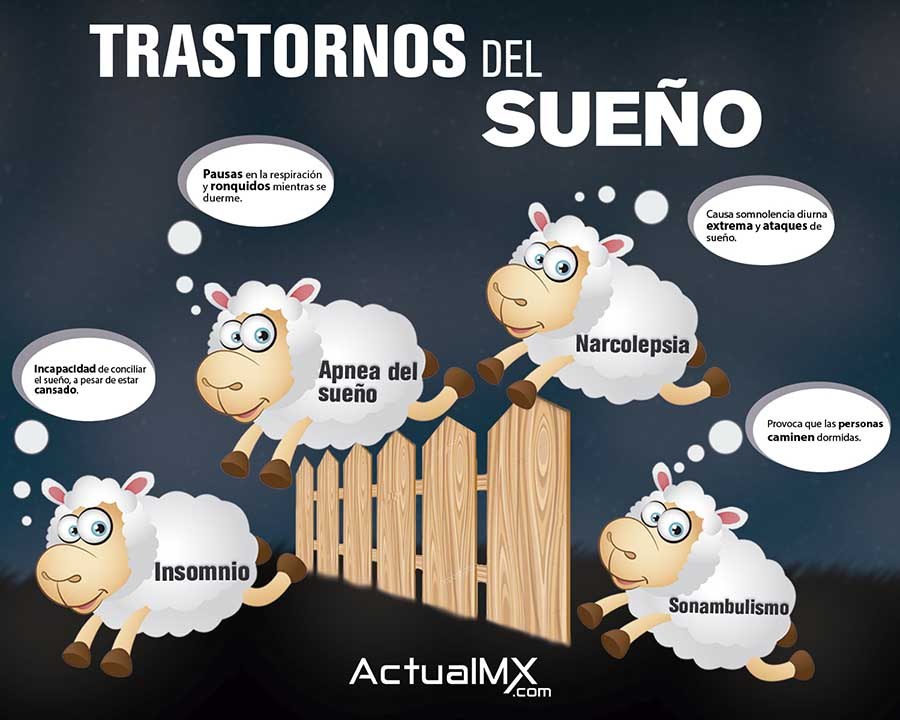 TRASTORNOS DEL
SUEÑO
Pausas en la respiración
y ronquidos mientras se
duerme.
Apnea del
sueño
Causa somnolencia diurna
extrema y ataques de
sueño.
Narcolepsia
Incapacidad de conciliar
el sueño, a pesar de estar
cansado.
Insomnio
Provoca que las personas
caminen dormidas.
Sonambulismo
ActualMX
.com